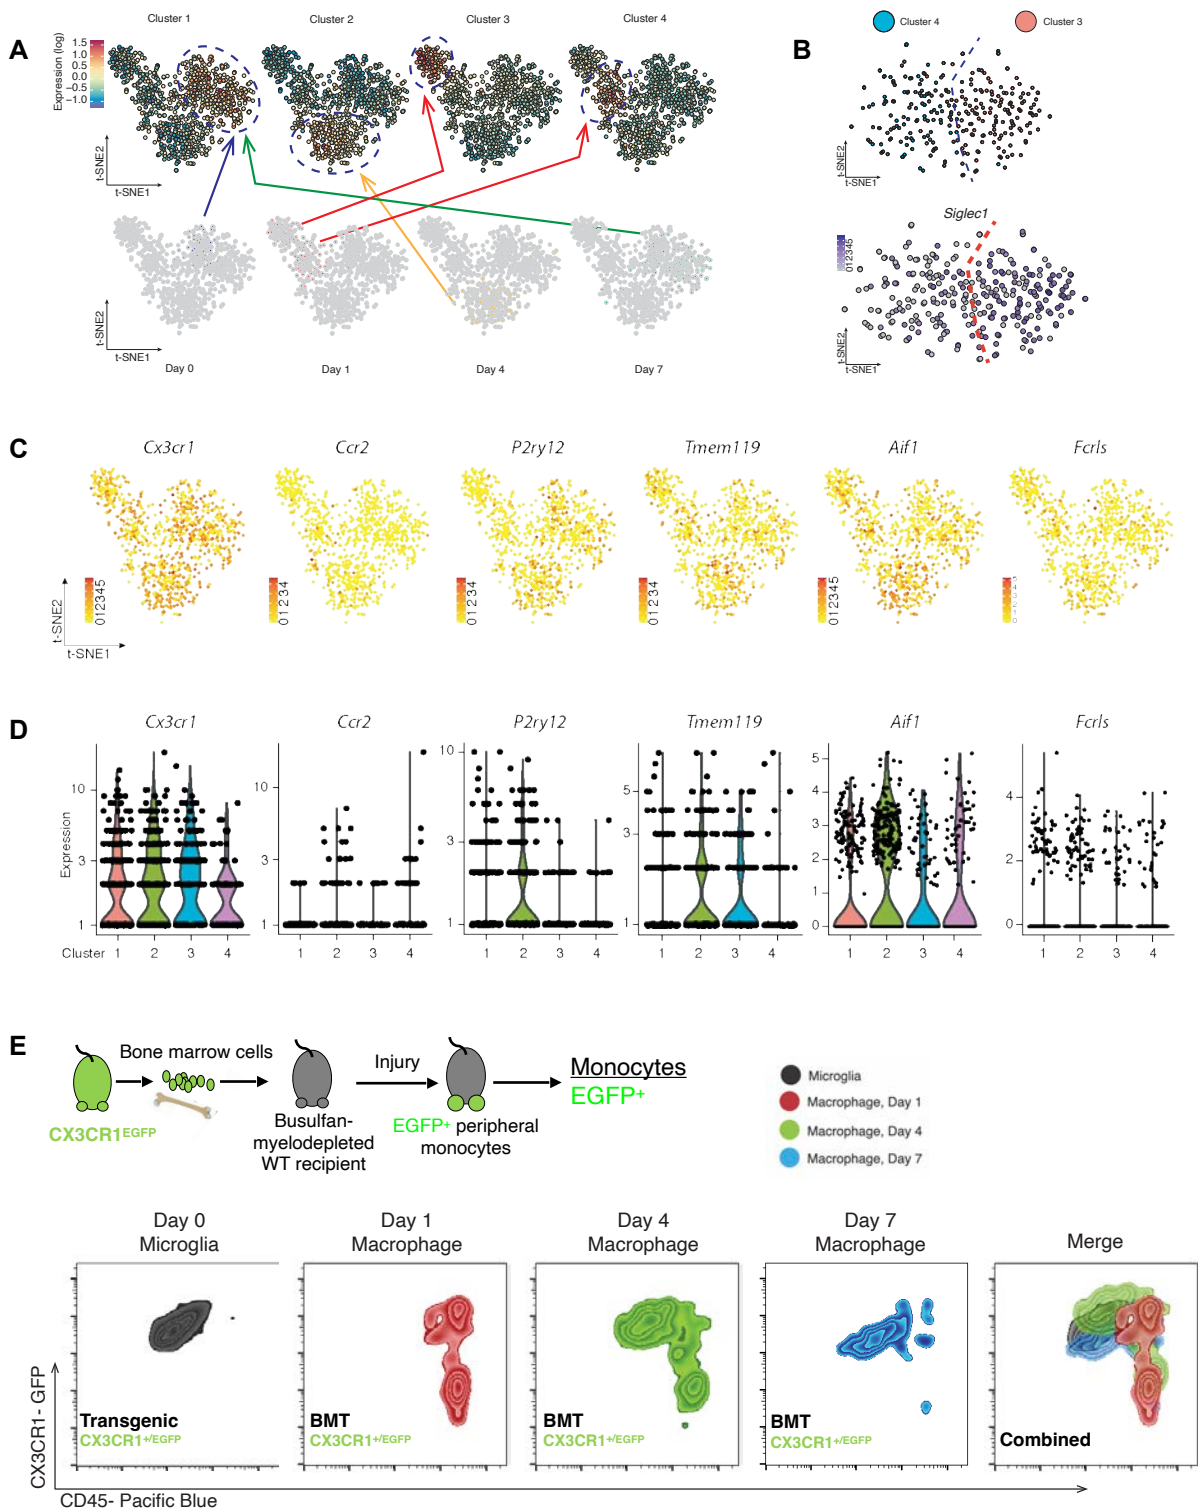 Cluster 1
Cluster 2
Cluster 3
Cluster 4
A
Expression (log)
1.5
1.0
0.5
0.0
−0.5
−1.0
t-SNE2
t-SNE1
t-SNE2
t-SNE1
Day 0
Day 1
Day 4
Day 7
B
Cluster 4
Cluster 3
t-SNE2
t-SNE1
Siglec1
012345
t-SNE2
t-SNE1
C
Cx3cr1
Ccr2
P2ry12
Tmem119
Aif1
Fcrls
012345
01234
01234
01234
012345
5
4
3
2
1
0
t-SNE2
t-SNE1
D
Cx3cr1
Ccr2
P2ry12
Tmem119
Aif1
Fcrls
Expression
10
3
1
10
3
1
10
3
1
5
3
1
5
4
3
2
1
0
4
2
0
Cluster 1 2 3 4
1 2 3 4
1 2 3 4
1 2 3 4
1 2 3 4
1 2 3 4
E
Bone marrow cells
CX3CR1EGFP
Busulfan-
myelodepleted
WT recipient
Injury
EGFP+ peripheral
monocytes
Monocytes
EGFP+
Microglia
Macrophage, Day 1
Macrophage, Day 4
Macrophage, Day 7
Day 0
Microglia
Day 1
Macrophage
Day 4
Macrophage
Day 7
Macrophage
Merge
Transgenic
CX3CR1+/EGFP
BMT
CX3CR1+/EGFP
BMT
CX3CR1+/EGFP
BMT
CX3CR1+/EGFP
Combined
CX3CR1- GFP
CD45- Pacific Blue